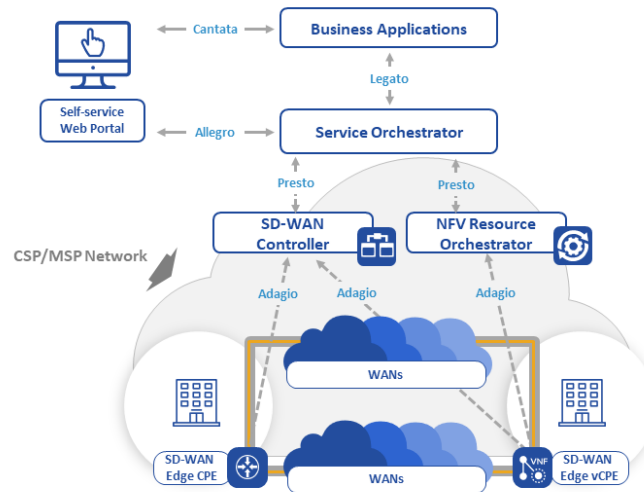 Cantata
Business Applications
Legato
Self-service
Web Portal
Allegro
Service Orchestrator
Presto
Presto
SD-WAN
Controller
NFV Resource
Orchestrator
CSP/MSP Network
Adagio
Adagio
Adagio
WANs
SD-WAN
Edge CPE
WANs
VNF
SD-WAN
Edge vCPE